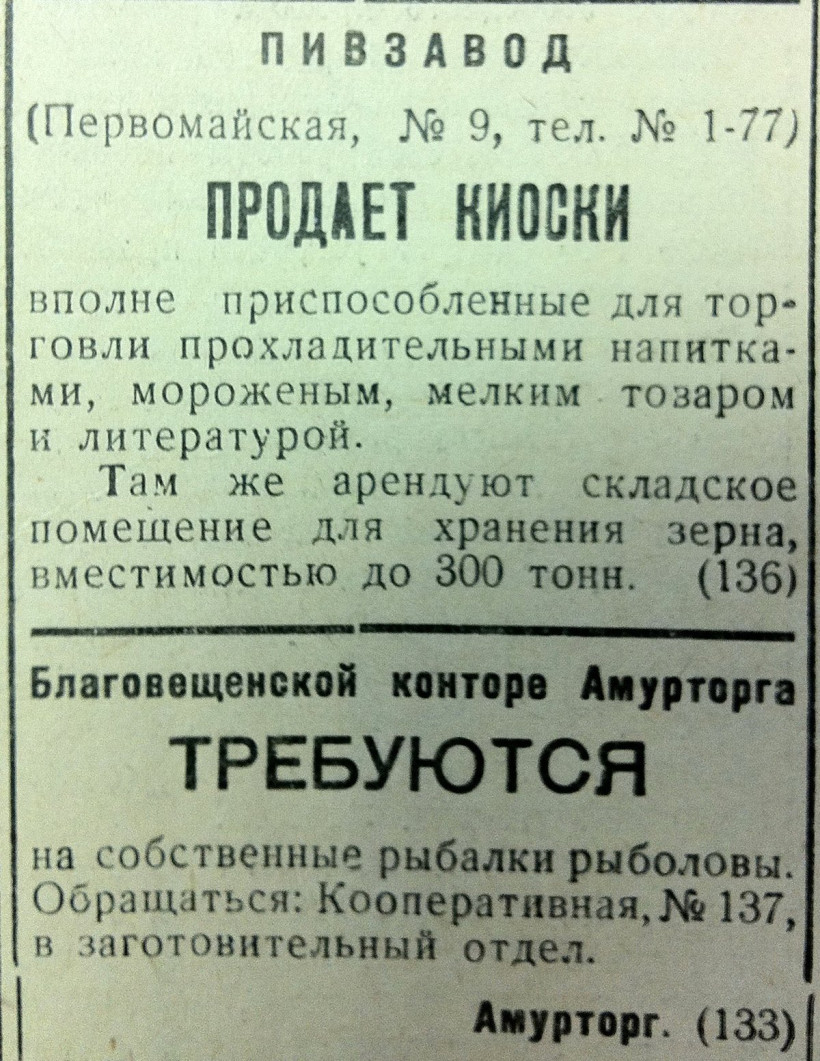 ПИВЗАВОД
(Первомайская, № 9, тел. № 1-77)
ПРОДАЕТ КИОСКИ
вполне приспособленные для тор-
говли прохладительными напитка-
ми, мороженым, мелким товаром
и литературой.
Там же арендуют складское
помещение для хранения зерна,
вместимостью до 300 тонн. (136)
Благовещенской конторе Амурторга
ТРЕБУЮТСЯ
на собственные рыбалки рыболовы.
Обращаться: Кооперативная, № 137,
в заготовительный отдел.
Амурторг. (133)